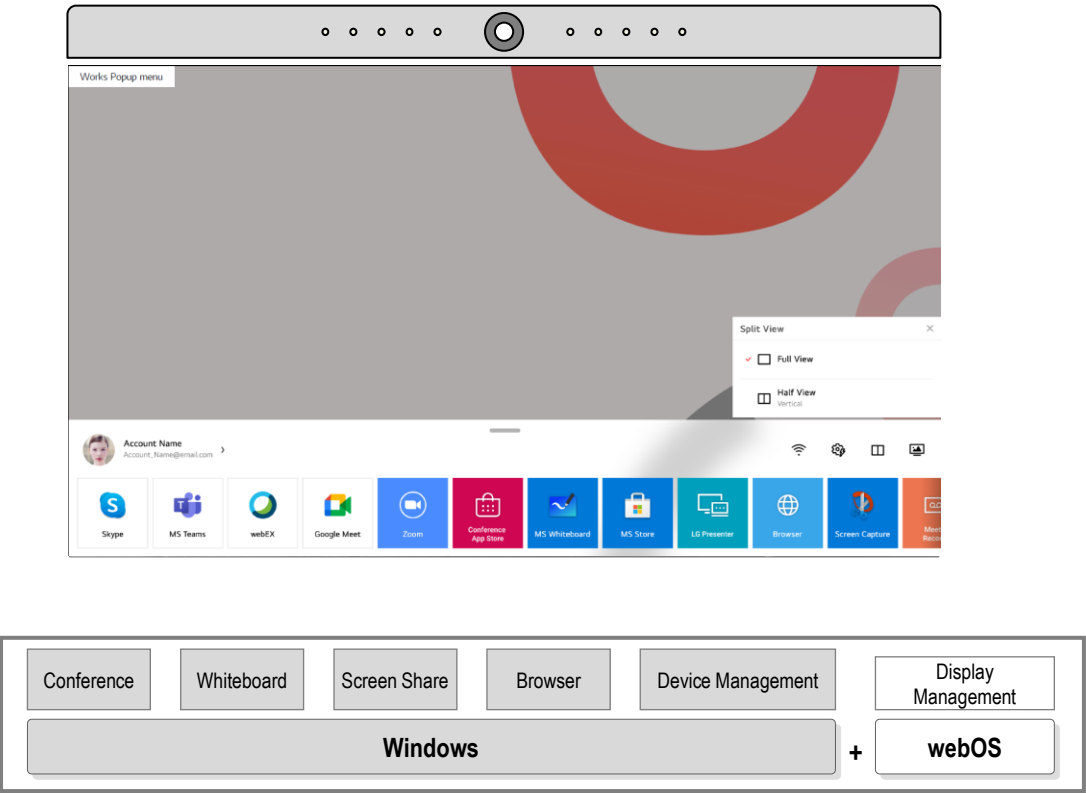 Works Popup menu
Split View
Full View
Half View
Vertical
Account Name
Account_Name@email.com
Skype
MS Teams
webEX
Google Meet
Zoom
Conference
App Store
MS Whiteboard
MS Store
LG Presenter
Browser
Screen Capture
Conference
Whiteboard
Screen Share
Browser
Device Management
Display
Management
Windows
+
webOS